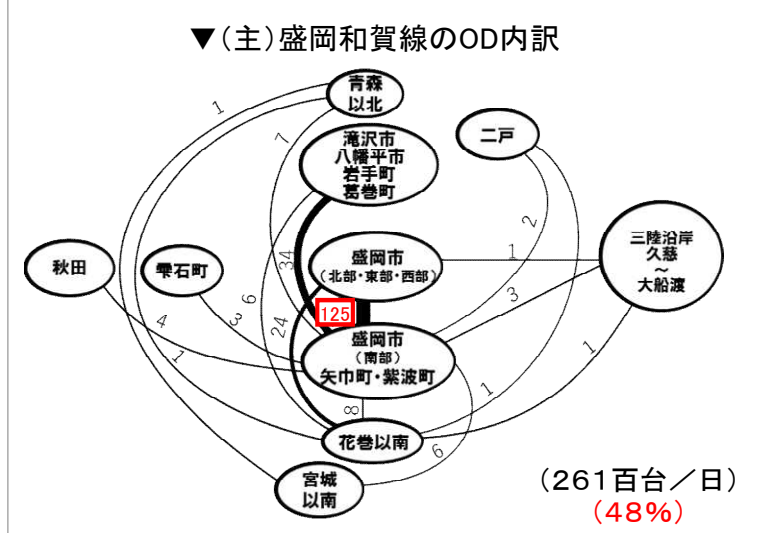 ▼(主)盛岡和賀線のOD内訳
青森
以北
1
7
二戸
滝沢市
八幡平市
岩手町
葛巻町
2
三陸沿岸
久慈
~
大船渡
秋田
雫石町
盛岡市
(北部・東部・西部)
34
1
6
3
4
3
24
125
盛岡市
(南部)
矢巾町・紫波町
1
1
1
8
花巻以南
6
宮城
以南
(261百台/日)
(48%)